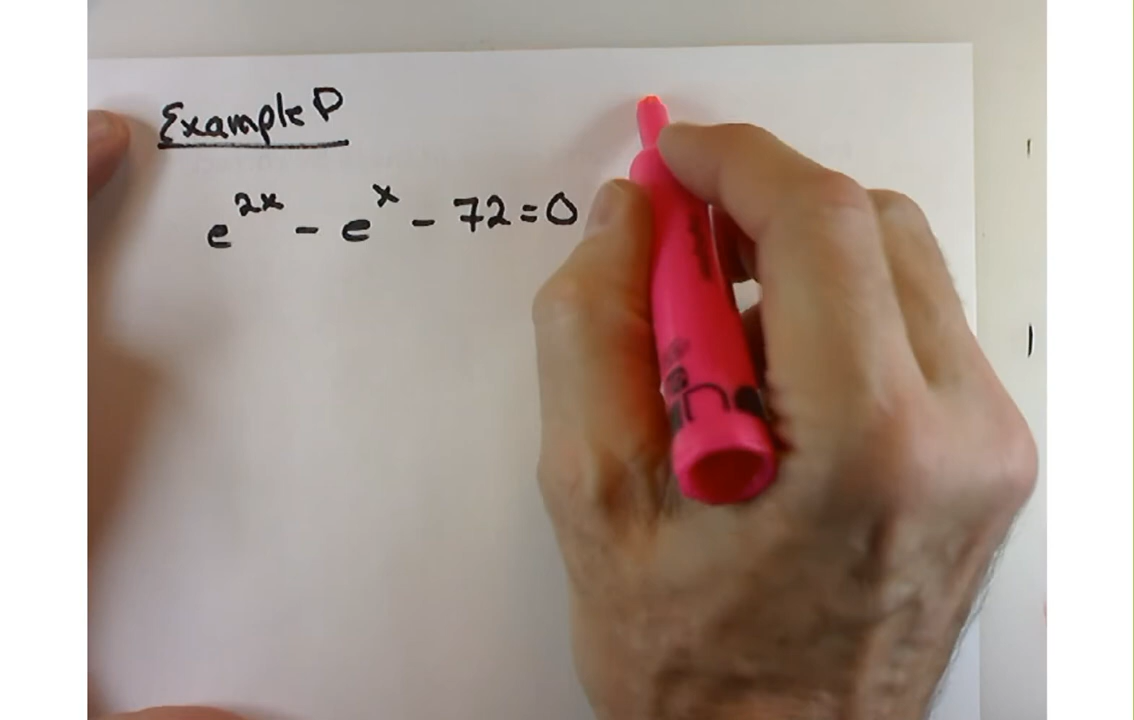 Example D
e^{2x} - e^x - 72 = 0